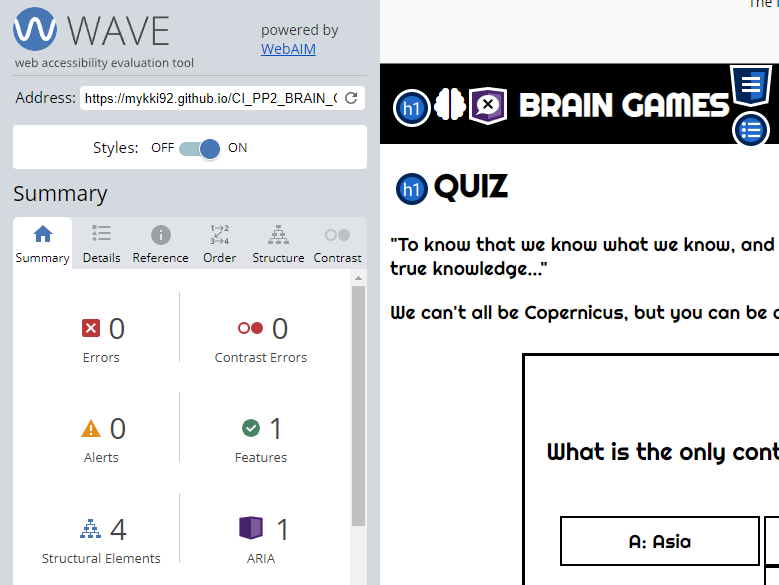 WAVE
powered by
WebAIM
web accessibility evaluation tool
Address: https://mykki92.github.io/CI_PP2_BRAIN_
Styles: OFF ON
Summary
Summary Details Reference Order Structure Contrast
0 0
Errors Contrast Errors
0 1
Alerts Features
4 1
Structural Elements ARIA
The
h1 BRAIN GAMES
h1 QUIZ
"To know that we know what we know, and
true knowledge..."
We can't all be Copernicus, but you can be
What is the only
A: Asia